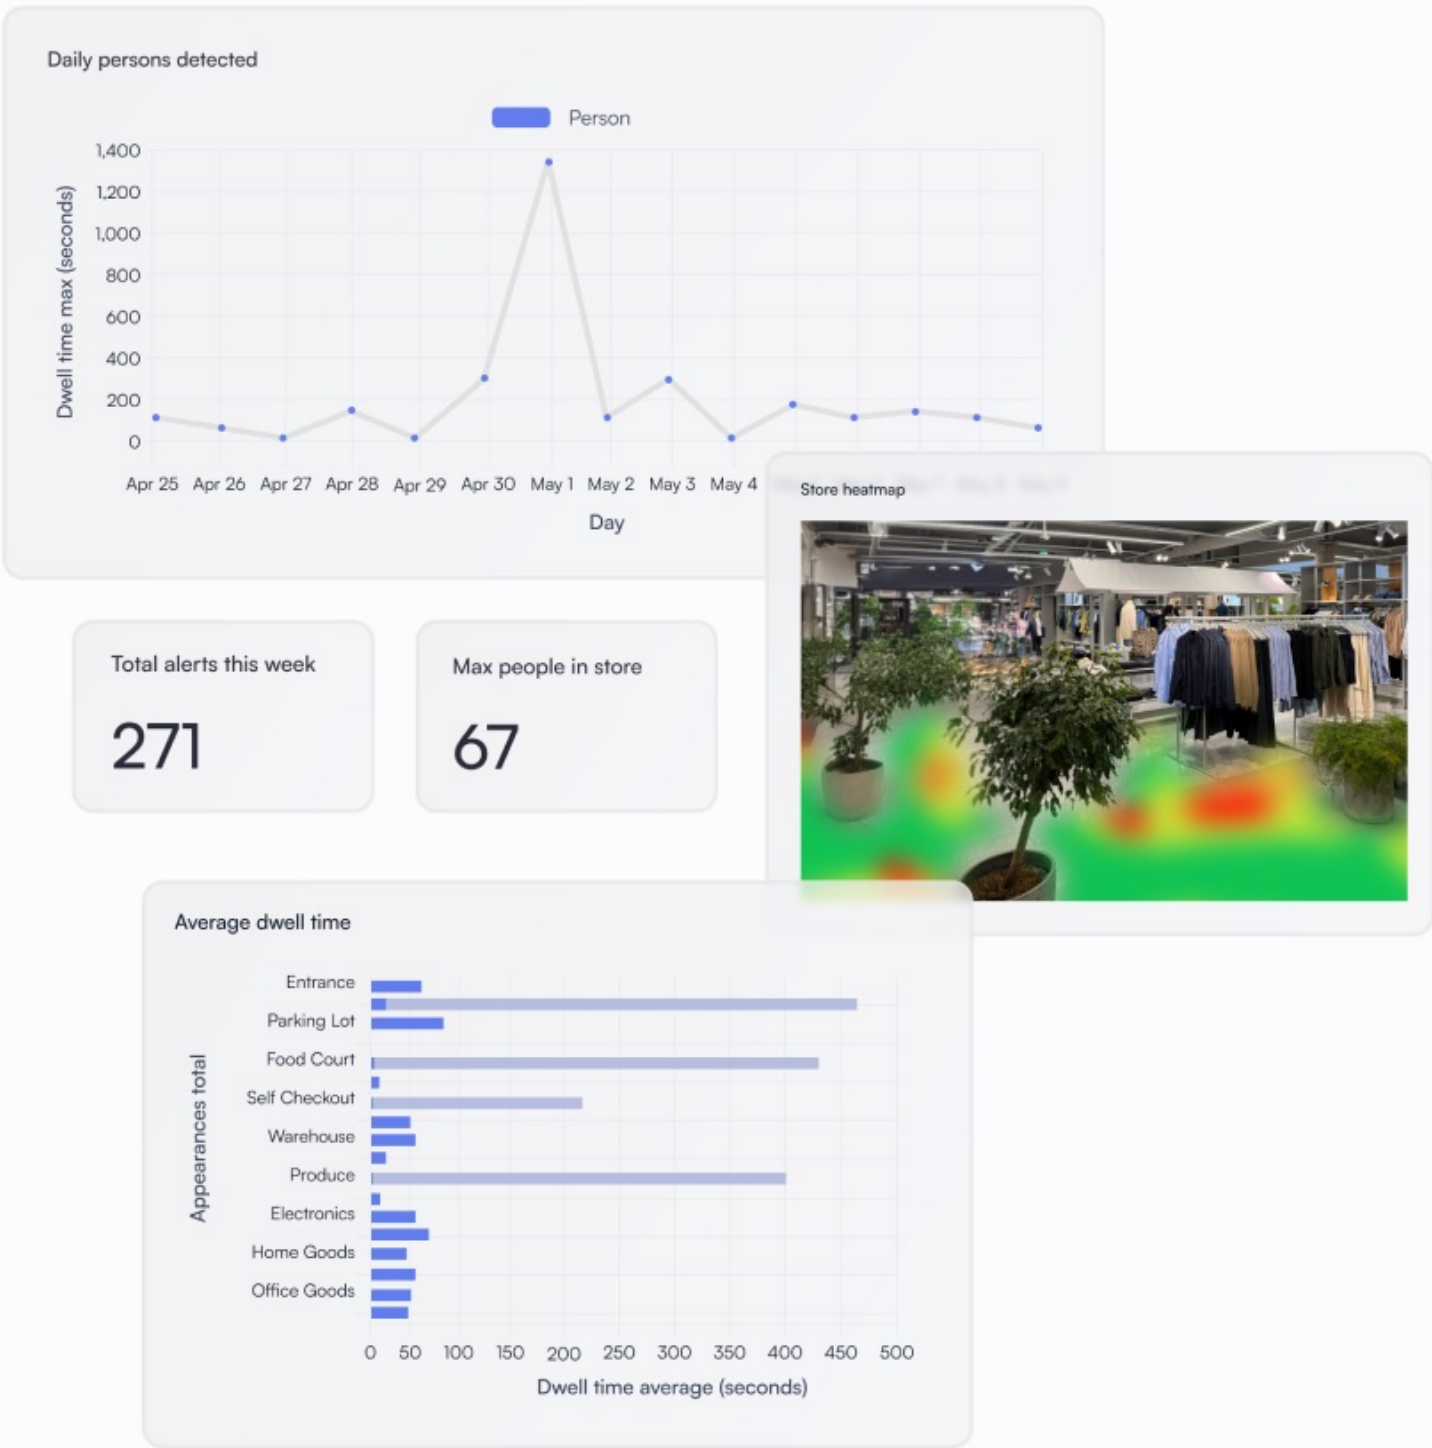 Daily persons detected
Person
Dwell time max (seconds)
1,400
1,200
1,000
800
600
400
200
0
Apr 25 Apr 26 Apr 27 Apr 28 Apr 29 Apr 30 May 1 May 2 May 3 May 4
Day
Store heatmap
Total alerts this week
271
Max people in store
67
Average dwell time
Appearances total
Entrance
Parking Lot
Food Court
Self Checkout
Warehouse
Produce
Electronics
Home Goods
Office Goods
0 50 100 150 200 250 300 350 400 450 500
Dwell time average (seconds)